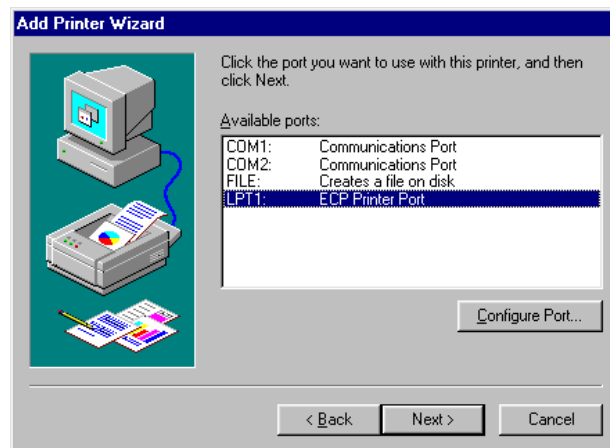 Add Printer Wizard
Click the port you want to use with this printer, and then
click Next.
Available ports:
COM1: Communications Port
COM2: Communications Port
FILE: Creates a file on disk
LPT1: ECP Printer Port
Configure Port...
< Back Next > Cancel